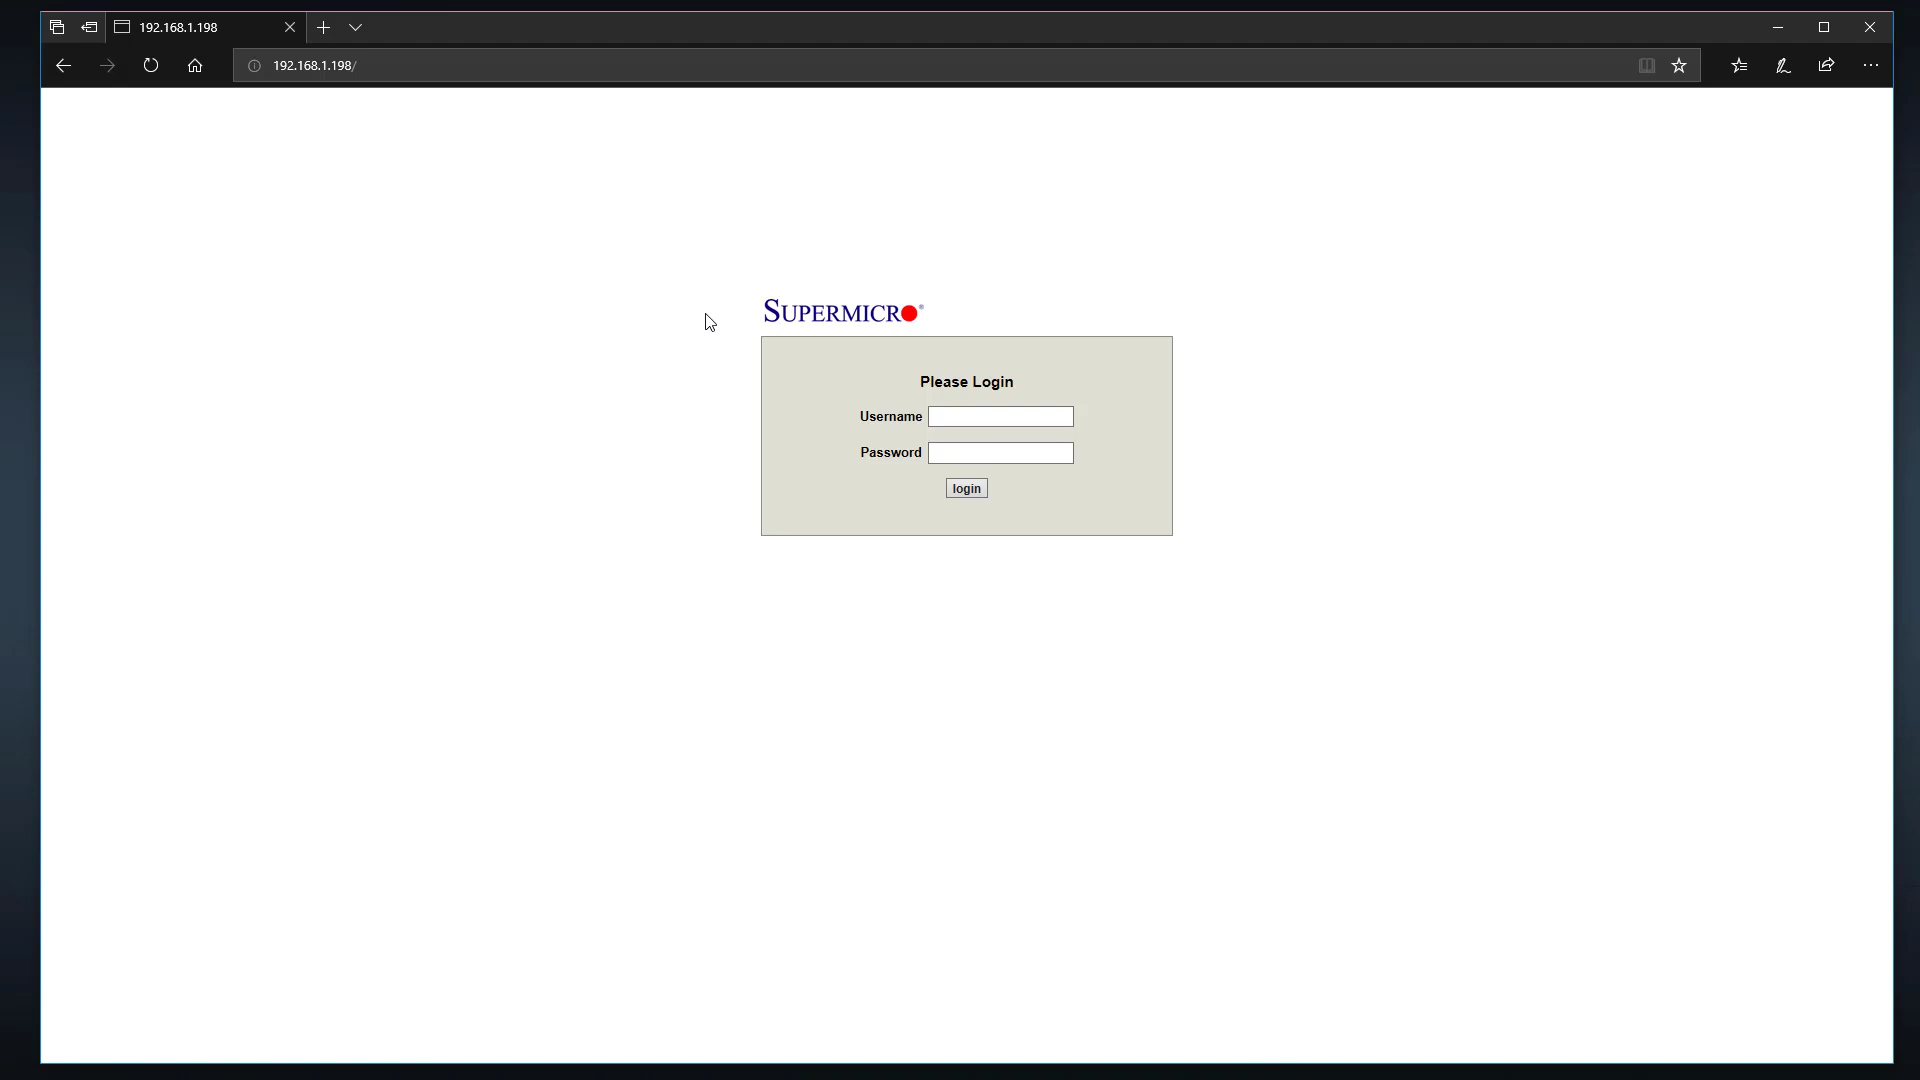 192.168.1.198
192.168.1.198/
SUPERMICRO®
Please Login
Username
Password
login